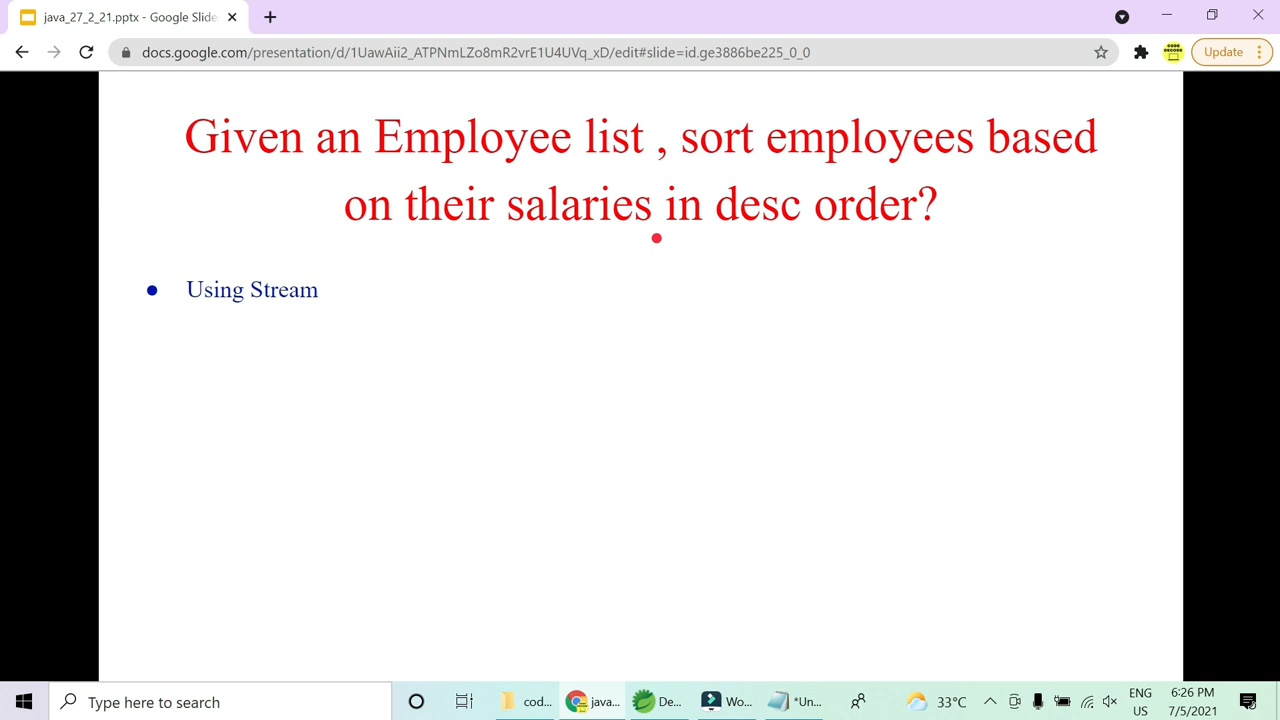 java_27_2_21.pptx - Google Slide
docs.google.com/presentation/d/1UawAii2_ATPNmLZo8mR2vrE1U4UVq_xD/edit#slide=id.ge3886be225_0_0
CODE DECODE
Update
Given an Employee list , sort employees based
on their salaries in desc order?
● Using Stream
Type here to search
cod...
java...
De...
Wo...
*Un...
33°C
ENG
US
6:26 PM
7/5/2021